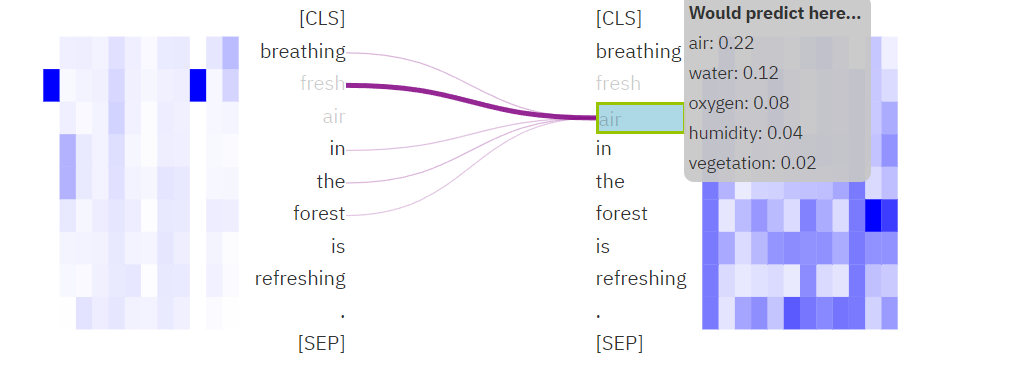 [CLS]
breathing
fresh
air
in
the
forest
is
refreshing
.
[SEP]
[CLS]
breathing
fresh
air
in
the
forest
is
refreshing
.
[SEP]
Would predict here...
air: 0.22
water: 0.12
oxygen: 0.08
humidity: 0.04
vegetation: 0.02